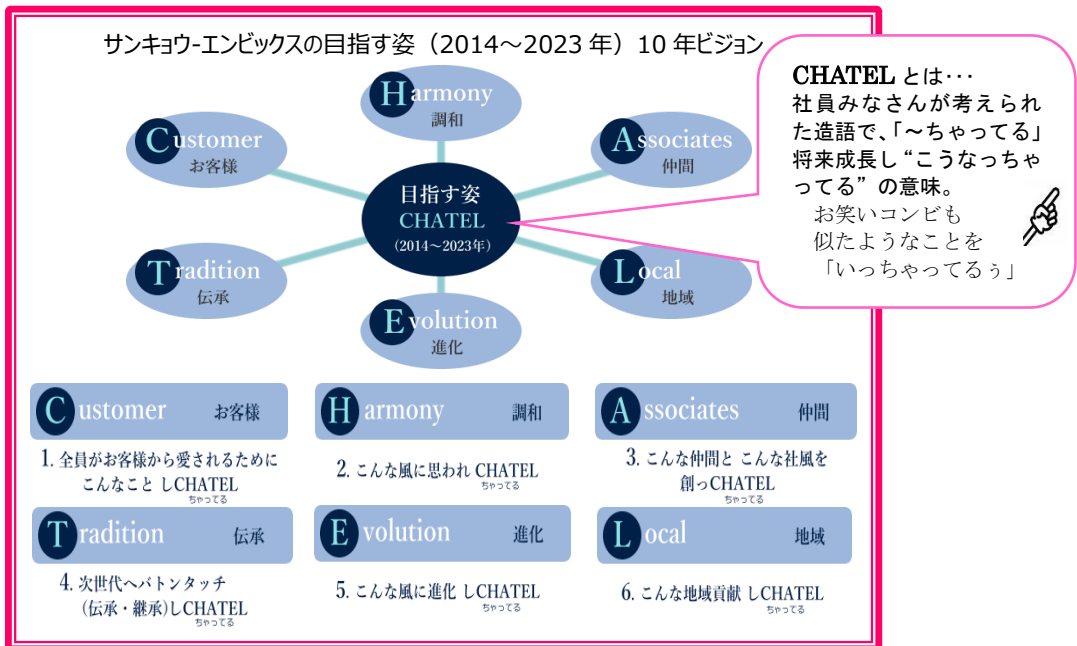 サンキョウ-エンビックスの目指す姿（2014～2023 年）10 年ビジョン
Harmony
調和
Customer
お客様
Associates
仲間
目指す姿
CHATEL
(2014～2023年)
Tradition
伝承
Local
地域
Evolution
進化
CHATEL とは･･･
社員みなさんが考えられ
た造語で、「～ちゃってる」
将来成長し“こうなっちゃ
ってる” の意味。
お笑いコンビも
似たようなことを
「いっちゃってるぅ」
Customer お客様
1. 全員がお客様から愛されるために
こんなこと しCHATEL
ちゃってる
Harmony 調和
2. こんな風に思われ CHATEL
ちゃってる
Associates 仲間
3. こんな仲間と こんな社風を
創っCHATEL
ちゃってる
Tradition 伝承
4. 次世代へバトンタッチ
(伝承・継承)しCHATEL
ちゃってる
Evolution 進化
5. こんな風に進化 しCHATEL
ちゃってる
Local 地域
6. こんな地域貢献 しCHATEL
ちゃってる